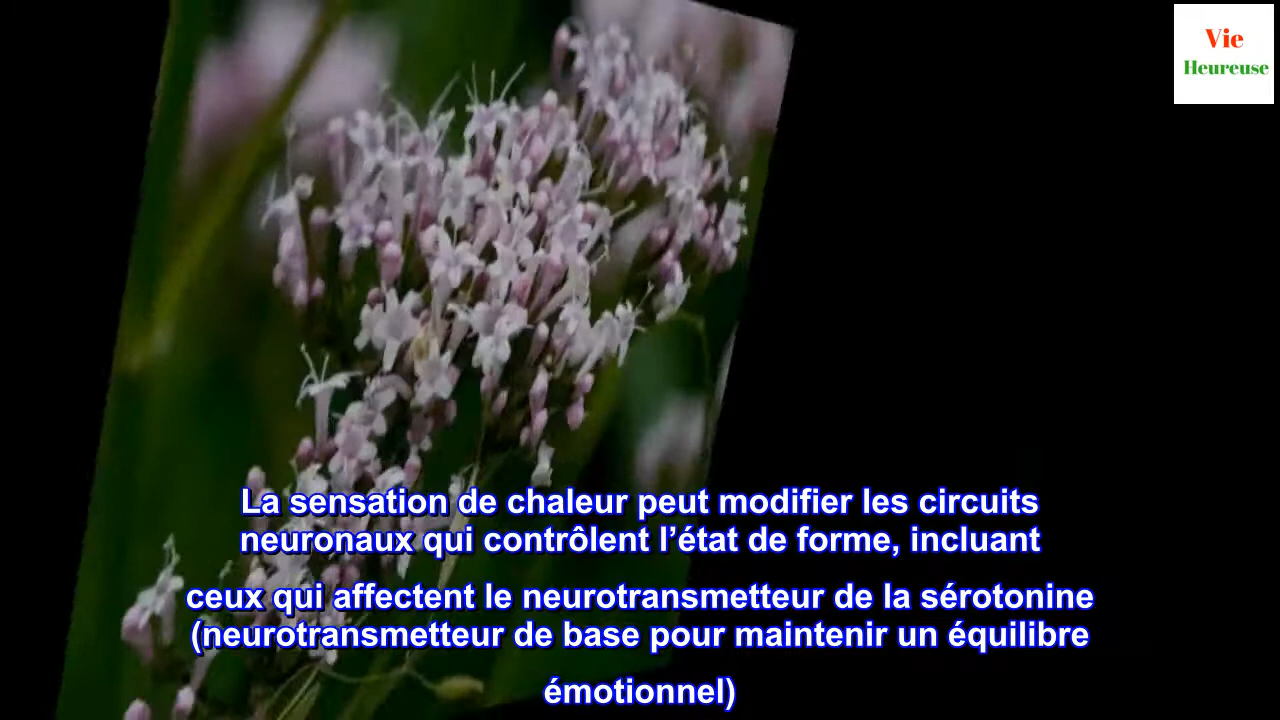 Vie
Heureuse
La sensation de chaleur peut modifier les circuits
neuronaux qui contrôlent l’état de forme, incluant
ceux qui affectent le neurotransmetteur de la sérotonine
(neurotransmetteur de base pour maintenir un équilibre
émotionnel)